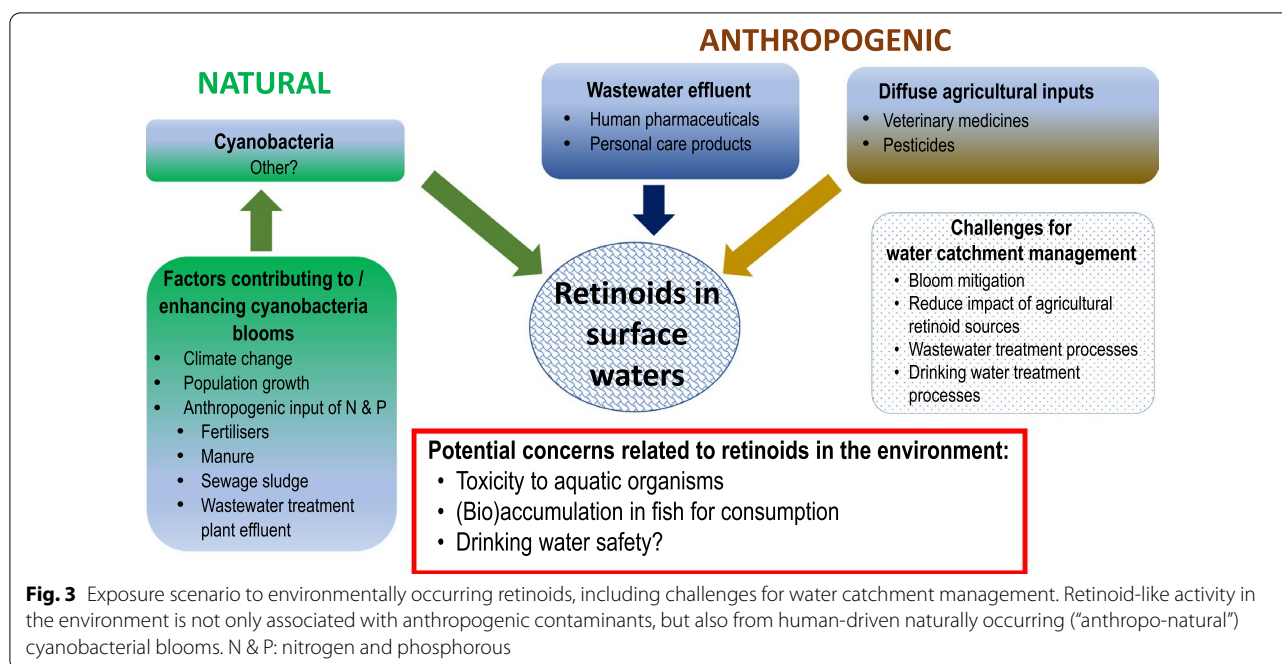 ANTHROPOGENIC
NATURAL
Cyanobacteria
Other?
Wastewater effluent
• Human pharmaceuticals
• Personal care products
Diffuse agricultural inputs
• Veterinary medicines
• Pesticides
Factors contributing to /
enhancing cyanobacteria
blooms
• Climate change
• Population growth
• Anthropogenic input of N & P
• Fertilisers
• Manure
• Sewage sludge
• Wastewater treatment
plant effluent
Retinoids in
surface
waters
Challenges for
water catchment management
• Bloom mitigation
• Reduce impact of agricultural
retinoid sources
• Wastewater treatment processes
• Drinking water treatment
processes
Potential concerns related to retinoids in the environment:
• Toxicity to aquatic organisms
• (Bio)accumulation in fish for consumption
• Drinking water safety?
Fig. 3 Exposure scenario to environmentally occurring retinoids, including challenges for water catchment management. Retinoid-like activity in
the environment is not only associated with anthropogenic contaminants, but also from human-driven naturally occurring (“anthropo-natural”)
cyanobacterial blooms. N & P: nitrogen and phosphorous